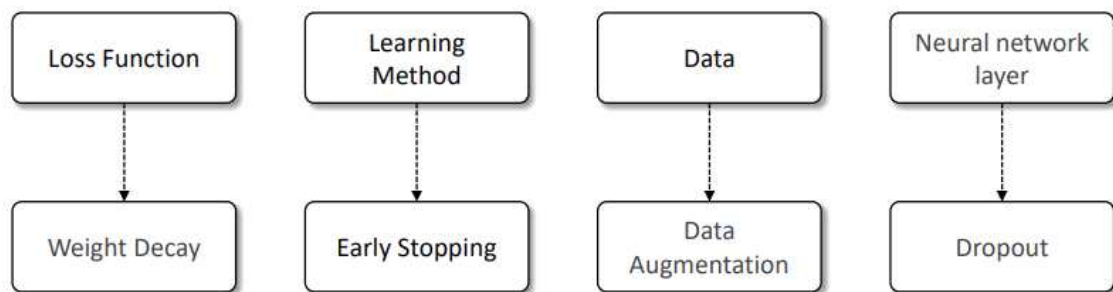 Loss Function
Learning
Method
Data
Neural network
layer
Weight Decay
Early Stopping
Data
Augmentation
Dropout